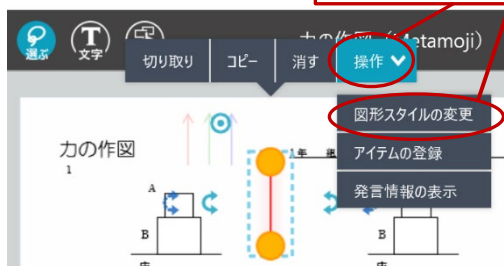 力の作図 (Metamoji)
選ぶ
文字
切り取り
コピー
消す
操作
図形スタイルの変更
アイテムの登録
発言情報の表示
力の作図
1年 組
1
A
B
B